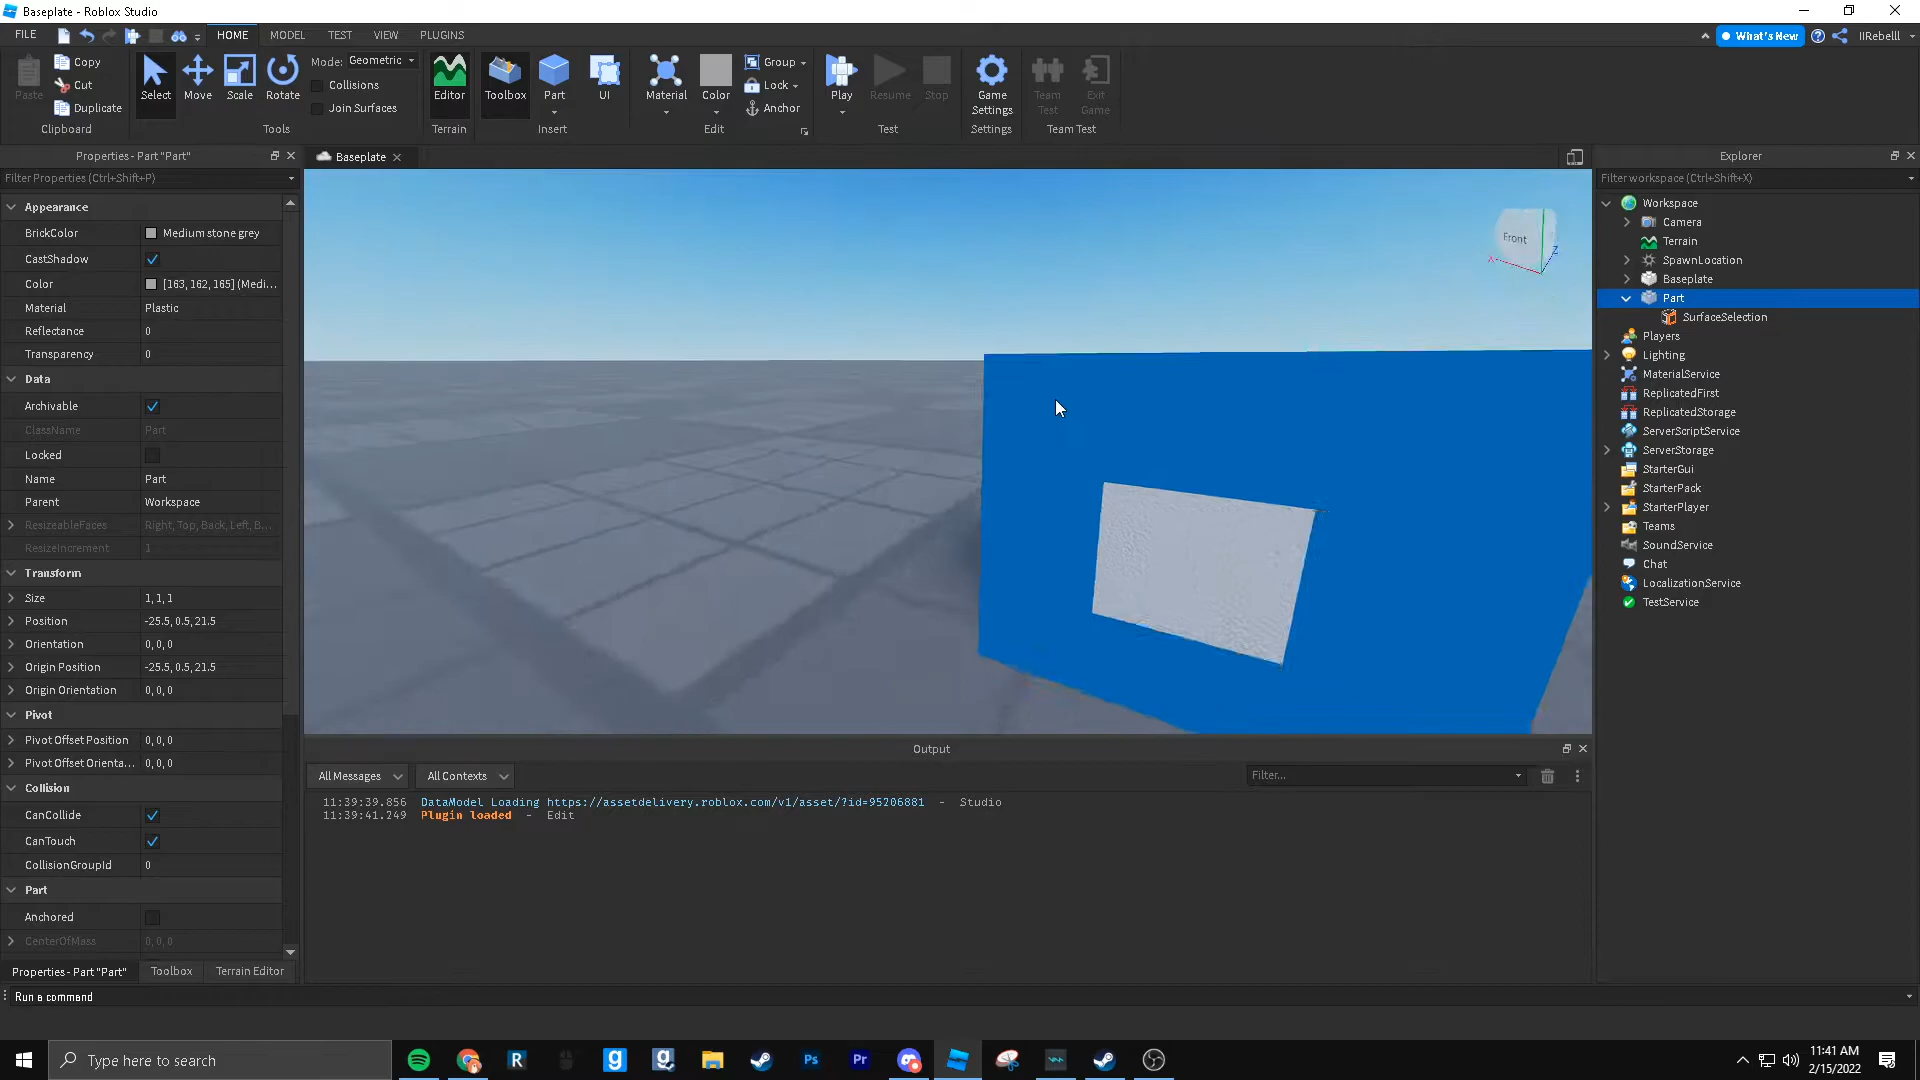 Baseplate - Roblox Studio
FILE
HOME
MODEL
TEST
VIEW
PLUGINS
What's New
IIRebelll
Paste
Copy
Cut
Duplicate
Clipboard
Select
Move
Scale
Rotate
Mode: Geometric
Collisions
Join Surfaces
Tools
Editor
Terrain
Toolbox
Part
UI
Insert
Material
Color
Group
Lock
Anchor
Edit
Play
Resume
Stop
Test
Game Settings
Settings
Team Test
Exit Game
Team Test
Properties - Part "Part"
Filter Properties (Ctrl+Shift+P)
Appearance
BrickColor Medium stone grey
CastShadow
Color [163, 162, 165] (Medi...
Material Plastic
Reflectance 0
Transparency 0
Data
Archivable
ClassName Part
Locked
Name Part
Parent Workspace
ResizeableFaces Right, Top, Back, Left, B...
ResizeIncrement 1
Transform
Size 1, 1, 1
Position -25.5, 0.5, 21.5
Orientation 0, 0, 0
Origin Position -25.5, 0.5, 21.5
Origin Orientation 0, 0, 0
Pivot
Pivot Offset Position 0, 0, 0
Pivot Offset Orienta... 0, 0, 0
Collision
CanCollide
CanTouch
CollisionGroupId 0
Part
Anchored
CenterOfMass 0, 0, 0
Properties - Part "Part"
Toolbox
Terrain Editor
Run a command
Baseplate
Front
X
Z
Output
All Messages
All Contexts
Filter...
11:39:39.856 DataModel Loading https://assetdelivery.roblox.com/v1/asset/?id=95206881 - Studio
11:39:41.249 Plugin loaded - Edit
Explorer
Filter workspace (Ctrl+Shift+X)
Workspace
Camera
Terrain
SpawnLocation
Baseplate
Part
SurfaceSelection
Players
Lighting
MaterialService
ReplicatedFirst
ReplicatedStorage
ServerScriptService
ServerStorage
StarterGui
StarterPack
StarterPlayer
Teams
SoundService
Chat
LocalizationService
TestService
Type here to search
R
g
g
Ps
Pr
11:41 AM
2/15/2022